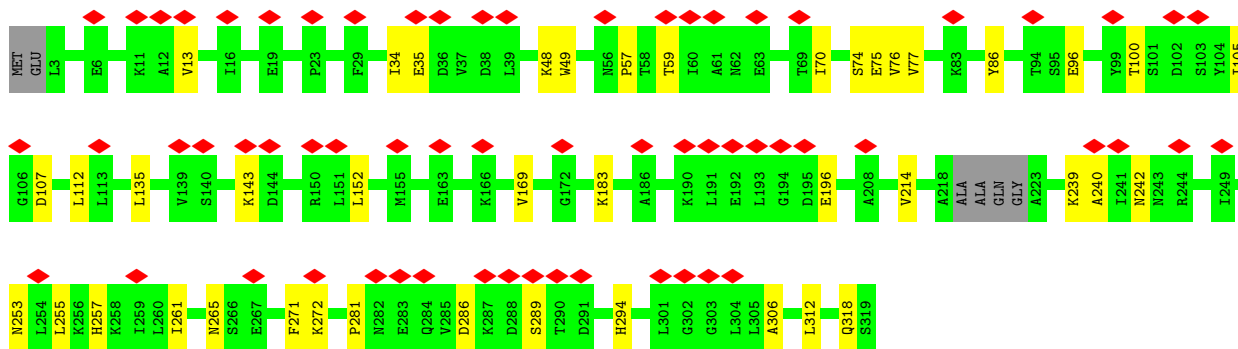 MET GLU L3 E6 K11 A12 V13 I16 E19 P23 F29 I34 E35 D36 V37 D38 L39 K48 W49 N56 P57 T58 T59 I60 A61 N62 E63 T69 I70 S74 E75 V76 V77 K83 Y86 T94 S95 E96 Y99 T100 S101 D102 S103 Y104 I105
G106 D107 L112 L113 L135 V139 S140 K143 D144 R150 L151 L152 M155 E163 K166 V169 G172 K183 A186 K190 L191 E192 L193 G194 D195 E196 A208 V214 A218 ALA ALA GLN GLY A223 K239 A240 I241 N242 N243 R244 I249
N253 L254 L255 K256 H257 K258 I259 L260 I261 N265 S266 E267 F271 K272 P281 N282 E283 Q284 V285 D286 K287 D288 S289 T290 D291 H294 L301 G302 G303 L304 L305 A306 L312 Q318 S319